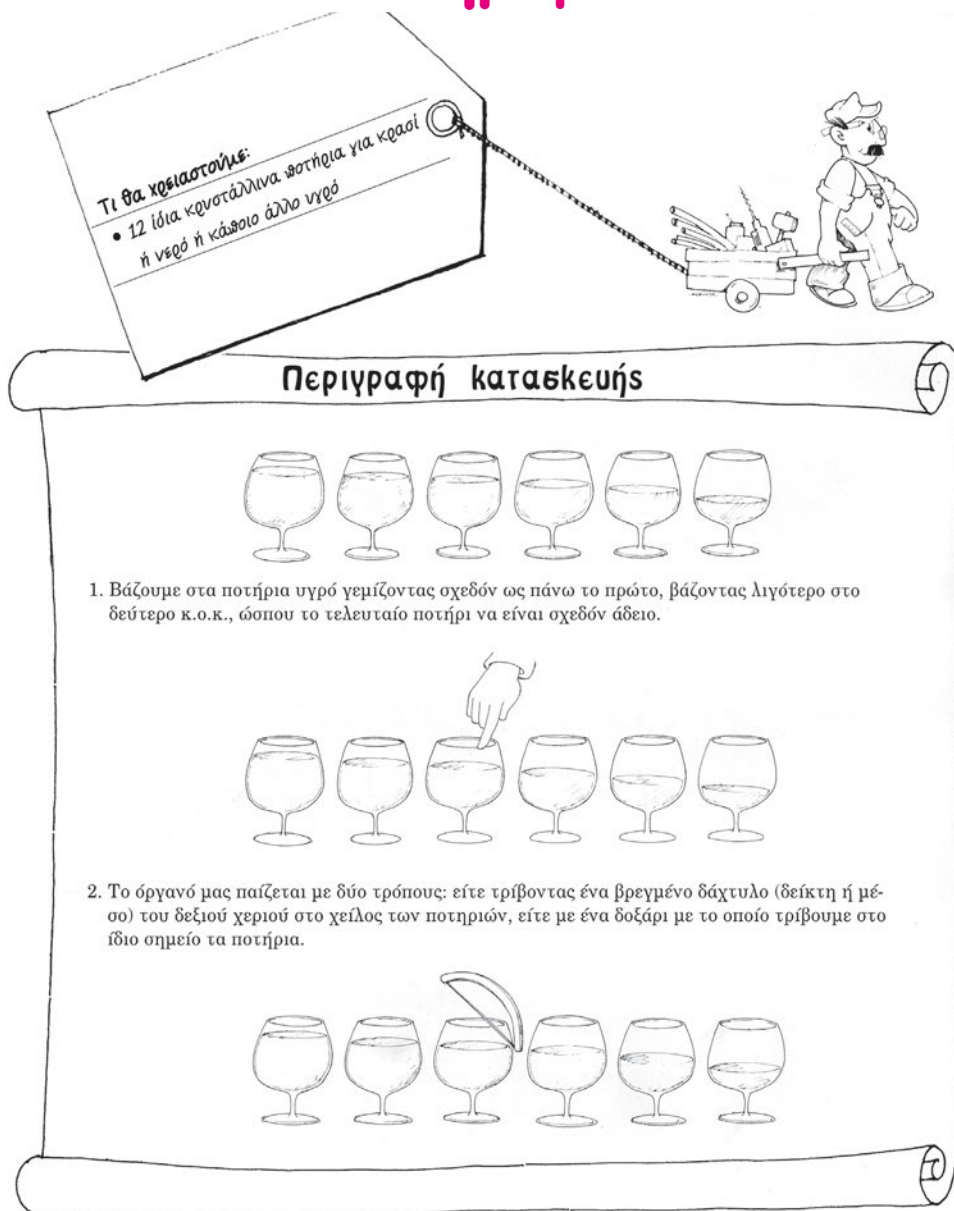 Τι θα χρειαστούμε:
• 12 ίδια κρυστάλλινα ποτήρια για κρασί
ή νερό ή κάποιο άλλο υγρό
Περιγραφή κατασκευής
1. Βάζουμε στα ποτήρια υγρό γεμίζοντας σχεδόν ως πάνω το πρώτο, βάζοντας λιγότερο στο
δεύτερο κ.ο.κ., ώσπου το τελευταίο ποτήρι να είναι σχεδόν άδειο.
2. Το όργανό μας παίζεται με δύο τρόπους: είτε τρίβοντας ένα βρεγμένο δάχτυλο (δείκτη ή μέ-
σο) του δεξιού χεριού στο χείλος των ποτηριών, είτε με ένα δοξάρι με το οποίο τρίβουμε στο
ίδιο σημείο τα ποτήρια.